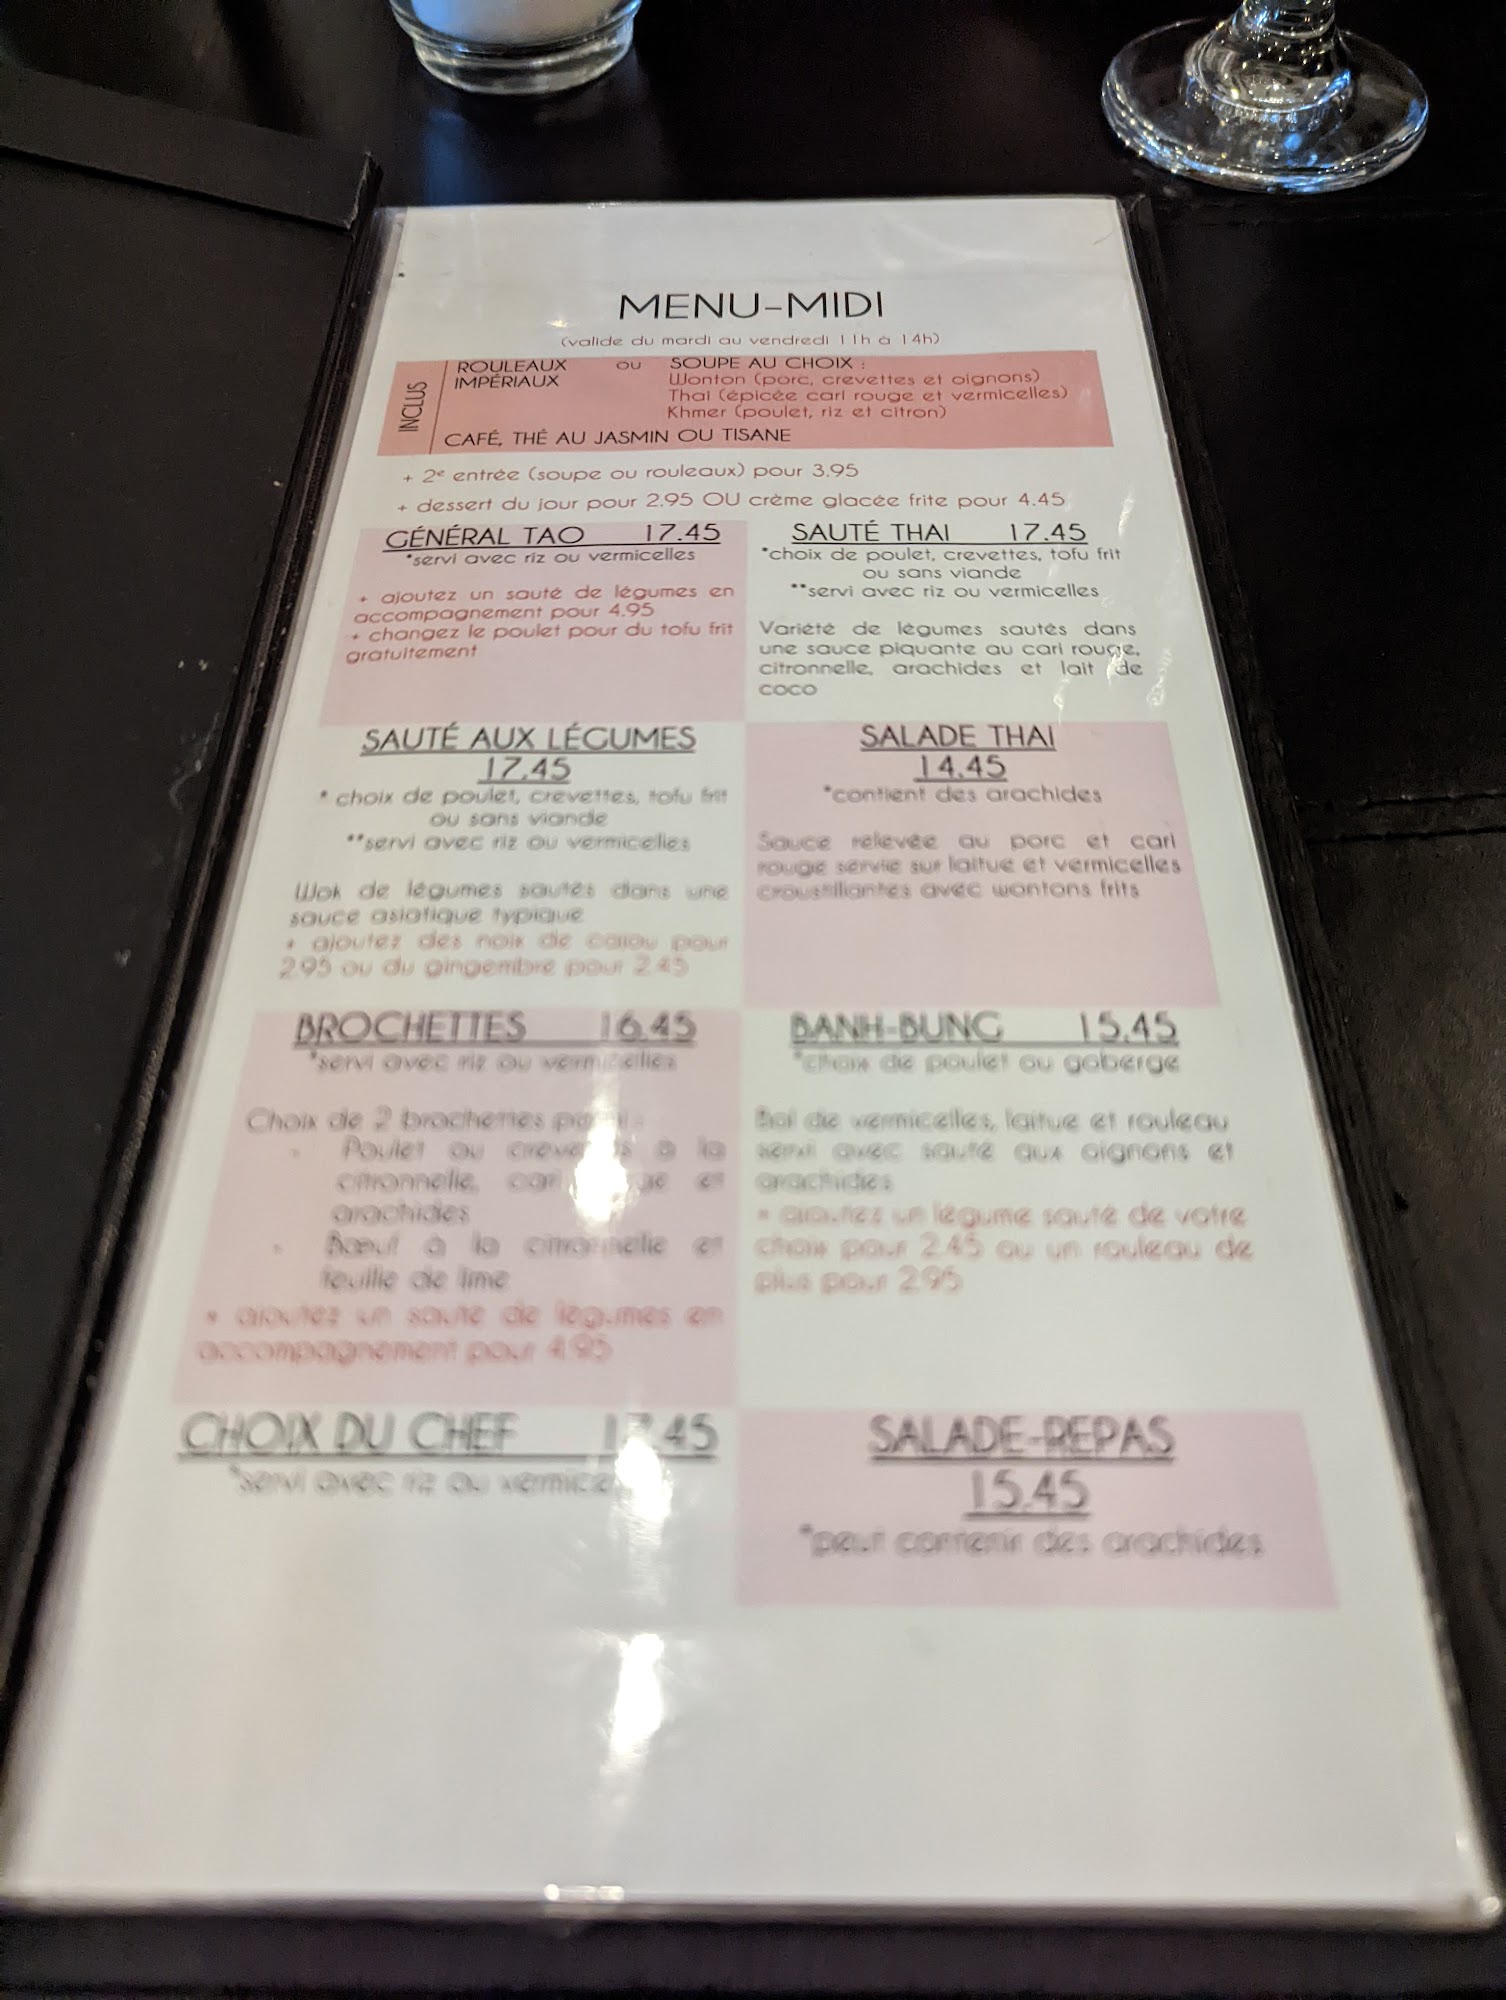 MENU-MIDI
(valide du mardi au vendredi 11h à 14h)
INCLUS
ROULEAUX IMPÉRIAUX
OU
SOUPE AU CHOIX :
Wonton (porc, crevettes et oignons)
Thai (épicée cari rouge et vermicelles)
Khmer (poulet, riz et citron)
CAFÉ, THÉ AU JASMIN OU TISANE
+ 2e entrée (soupe ou rouleaux) pour 3.95
+ dessert du jour pour 2.95 OU crème glacée frite pour 4.45
GÉNÉRAL TAO 17.45
*servi avec riz ou vermicelles
+ ajoutez un sauté de légumes en
accompagnement pour 4.95
+ changez le poulet pour du tofu frit
gratuitement
SAUTÉ THAI 17.45
*choix de poulet, crevettes, tofu frit
ou sans viande
**servi avec riz ou vermicelles
Variété de légumes sautés dans
une sauce piquante au cari rouge,
citronnelle, arachides et lait de
coco
SAUTÉ AUX LÉGUMES
17.45
* choix de poulet, crevettes, tofu frit
ou sans viande
**servi avec riz ou vermicelles
Wok de légumes sautés dans une
sauce asiatique typique
+ ajoutez des noix de cajou pour
2.95 ou du gingembre pour 2.45
SALADE THAI
14.45
*contient des arachides
Sauce relevée au porc et cari
rouge servie sur laitue et vermicelles
croustillantes avec wontons frits
BROCHETTES 16.45
*servi avec riz ou vermicelles
Choix de 2 brochettes
- Poulet ou crevettes à la
citronnelle, et
arachides
- Bœuf à la citronnelle et
feuille de lime
+ ajoutez un sauté de légumes en
accompagnement pour 4.95
BANH-BUNG 15.45
*choix de poulet ou goberge
Bol de vermicelles, laitue et rouleau
servi avec sauté aux oignons et
arachides
+ ajoutez un légume sauté de votre
choix pour 2.45 ou un rouleau de
plus pour 2.95
CHOIX DU CHEF 17.45
*servi avec riz ou
SALADE-REPAS
15.45
*peut contenir des arachides